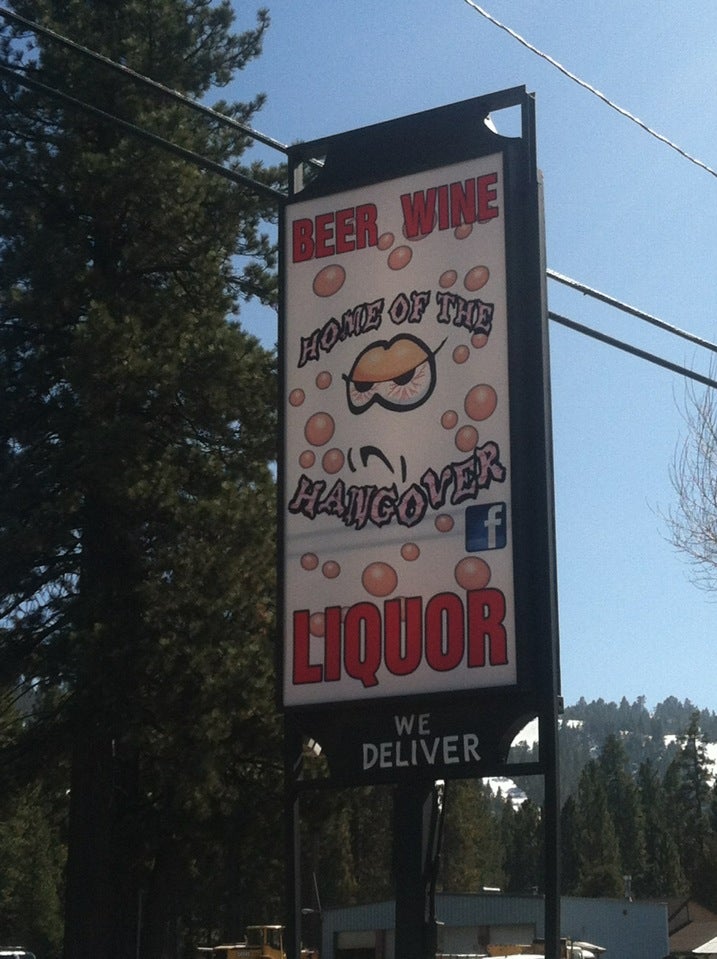 BEER, WINE
HOME OF THE
HANGOVER
f
LIQUOR
WE
DELIVER